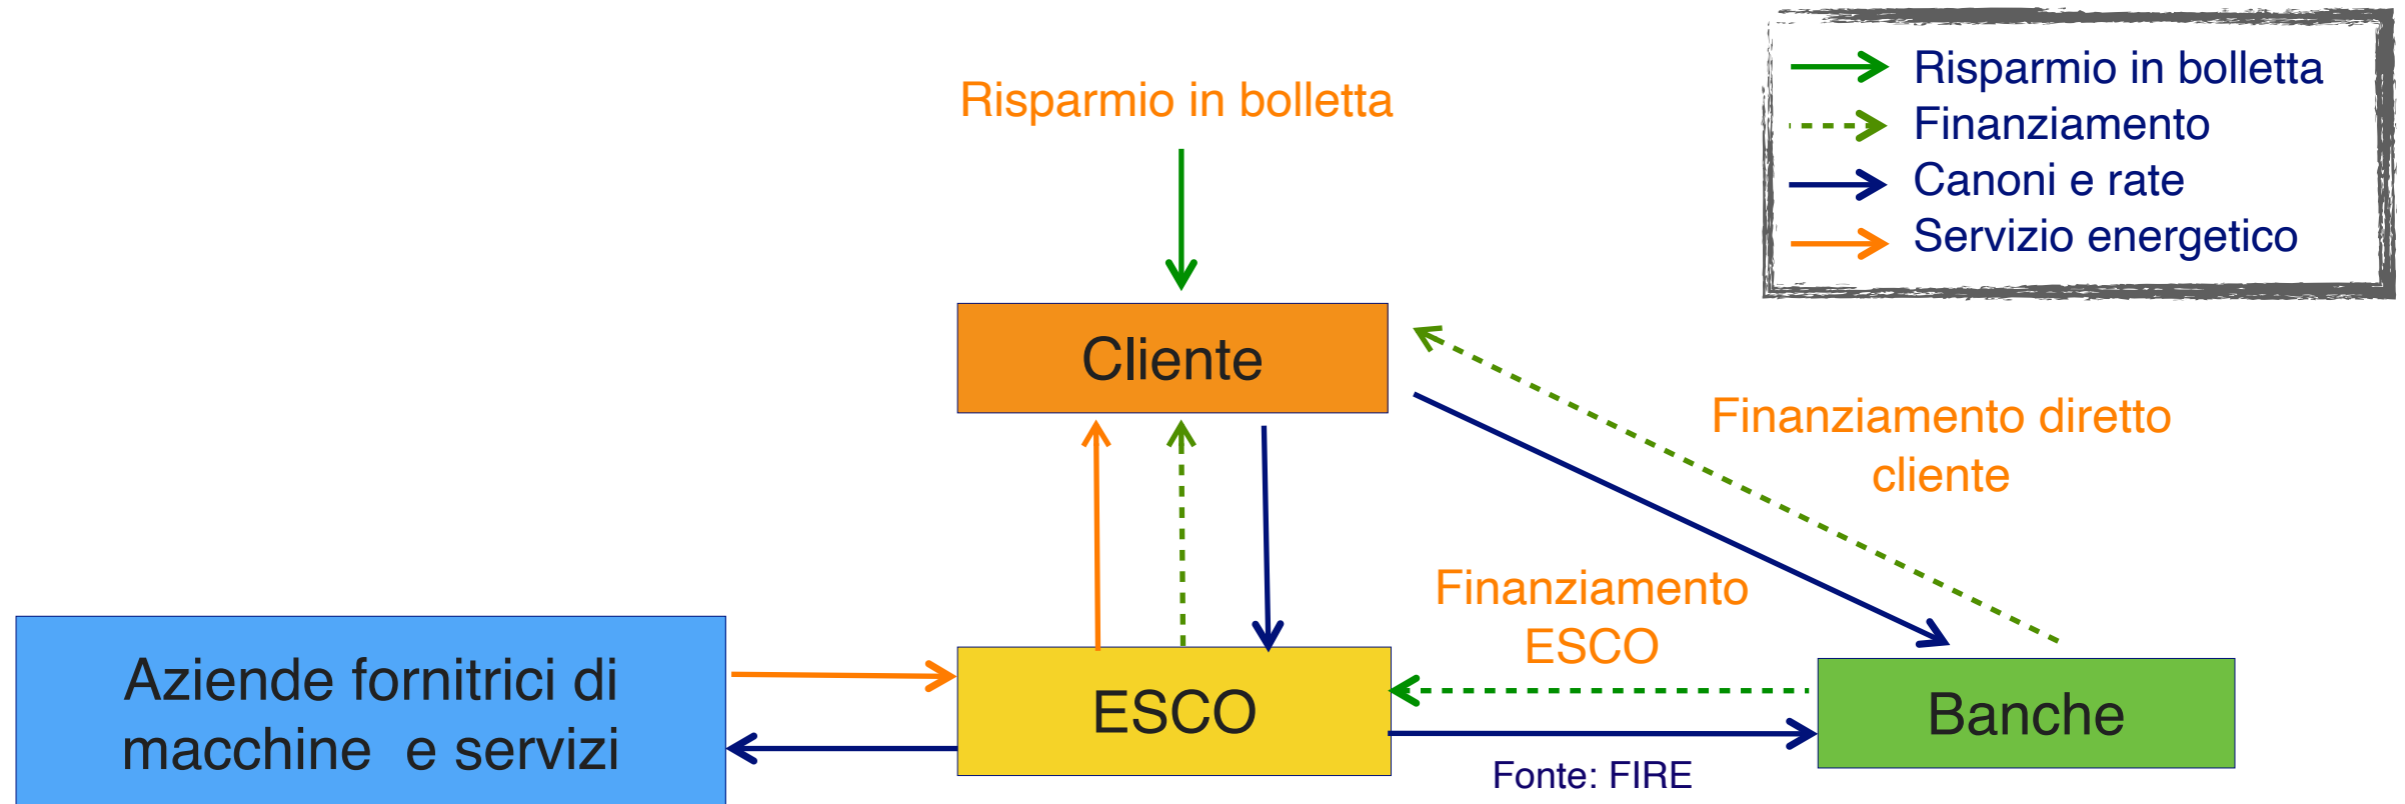 Risparmio in bolletta
Risparmio in bolletta
Finanziamento
Canoni e rate
Servizio energetico
Cliente
Finanziamento diretto
cliente
Finanziamento
ESCO
Aziende fornitrici di
macchine e servizi
ESCO
Banche
Fonte: FIRE